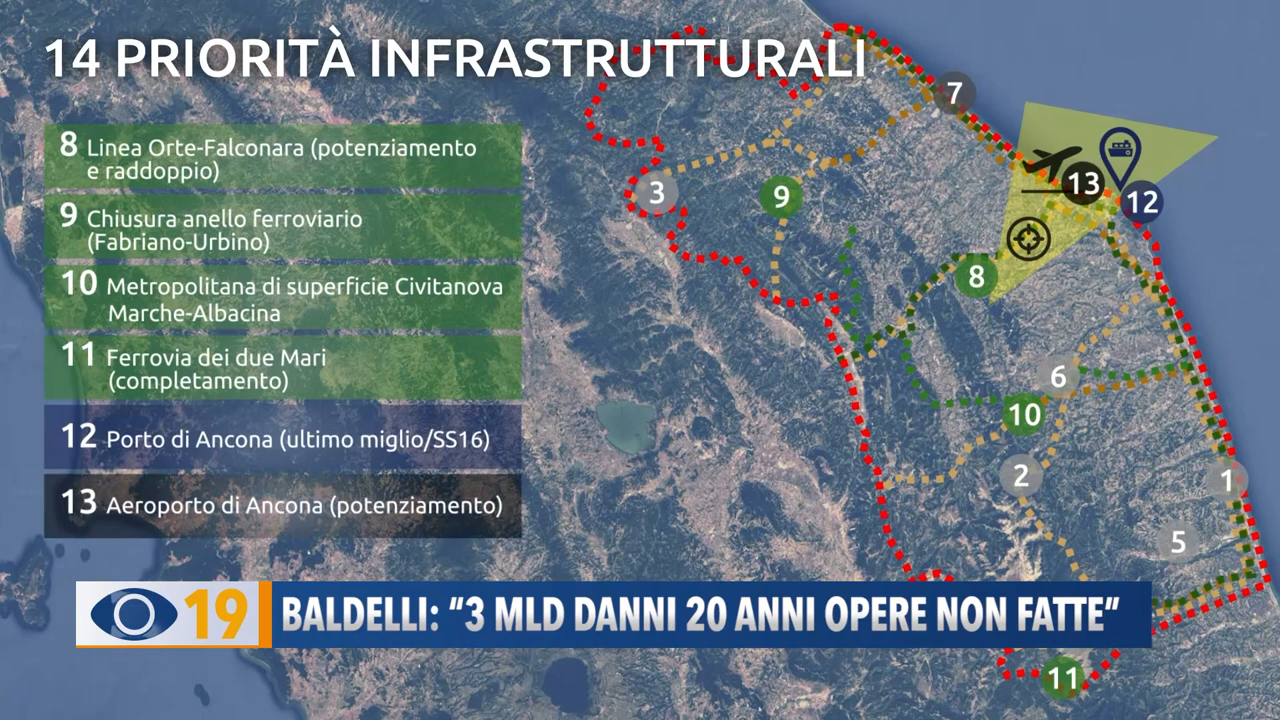 14 PRIORITÀ INFRASTRUTTURALI
8 Linea Orte-Falconara (potenziamento
e raddoppio)
9 Chiusura anello ferroviario
(Fabriano-Urbino)
10 Metropolitana di superficie Civitanova
Marche-Albacina
11 Ferrovia dei due Mari
(completamento)
12 Porto di Ancona (ultimo miglio/SS16)
13 Aeroporto di Ancona (potenziamento)
7
13
12
3
9
8
6
10
2
1
5
11
19 BALDELLI: “3 MLD DANNI 20 ANNI OPERE NON FATTE”